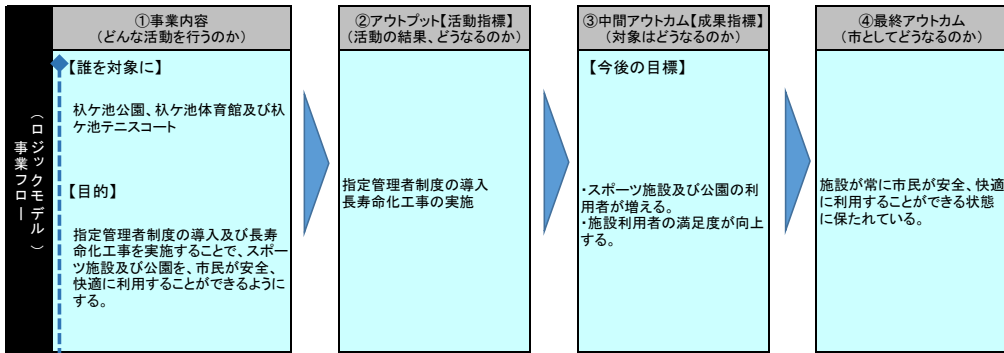 事業フロー
（ロジックモデル）
①事業内容
（どんな活動を行うのか）
【誰を対象に】
杁ケ池公園、杁ケ池体育館及び杁
ケ池テニスコート
【目的】
指定管理者制度の導入及び長寿
命化工事を実施することで、スポー
ツ施設及び公園を、市民が安全、
快適に利用することができるように
する。
②アウトプット【活動指標】
（活動の結果、どうなるのか）
指定管理者制度の導入
長寿命化工事の実施
③中間アウトカム【成果指標】
（対象はどうなるのか）
【今後の目標】
・スポーツ施設及び公園の利
用者が増える。
・施設利用者の満足度が向上
する。
④最終アウトカム
（市としてどうなるのか）
施設が常に市民が安全、快適
に利用することができる状態
に保たれている。